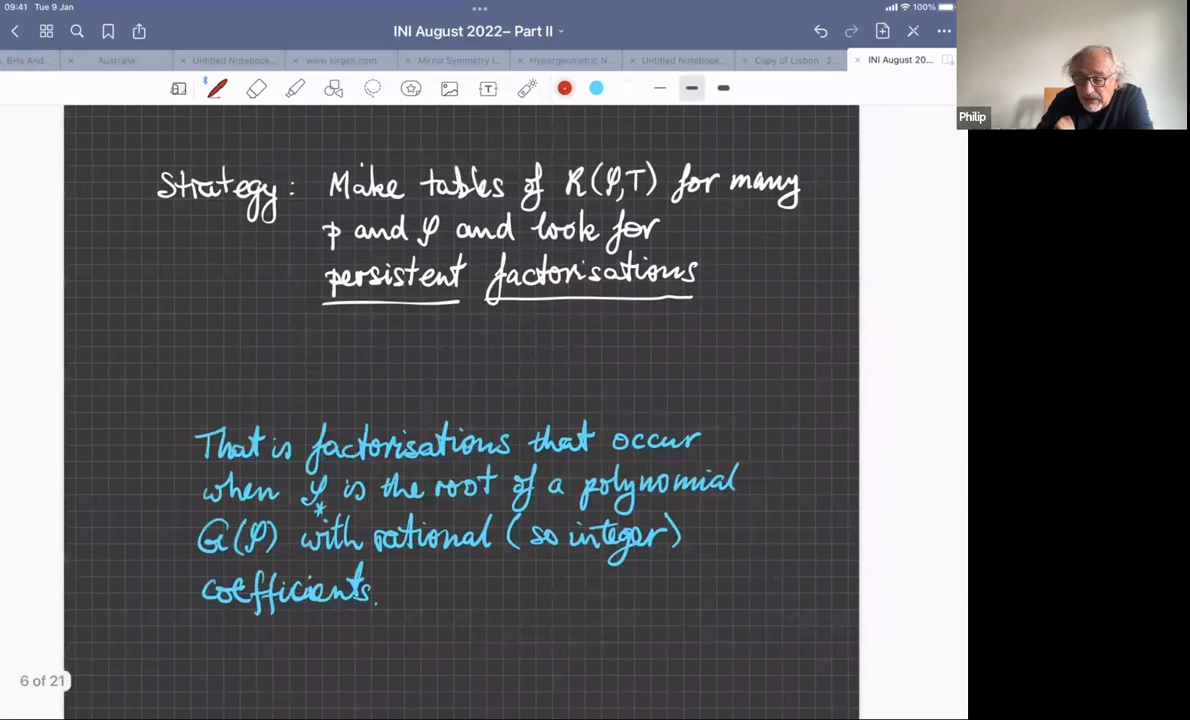 09:41 Tue 9 Jan
100%
INI August 2022– Part II
, EHs And...
Australia
Untitled Notebook...
www.lorgen.com
Mirror Symmetry i...
Hypergeometric N...
Untitled Notebook...
Copy of Lisbon 2...
INI August 20...
Philip
Strategy: Make tables of R(φ,T) for many
p and φ and look for
persistent factorisations
That is factorisations that occur
when φ* is the root of a polynomial
G(φ) with rational (so integer)
coefficients.
6 of 21